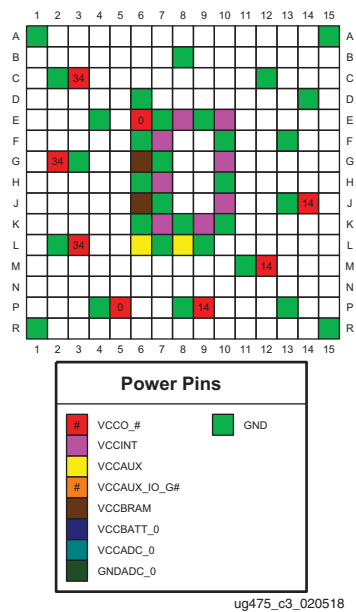 1 2 3 4 5 6 7 8 9 10 11 12 13 14 15
A A
B B
C 34 C
D D
E 0 E
F F
G 34 G
H H
J 14 J
K K
L 34 L
M 14 M
N N
P 0 14 P
R R
1 2 3 4 5 6 7 8 9 10 11 12 13 14 15
Power Pins
# VCCO_# GND
VCCINT
VCCAUX
# VCCAUX_IO_G#
VCCBRAM
VCCBATT_0
VCCADC_0
GNDADC_0
ug475_c3_020518